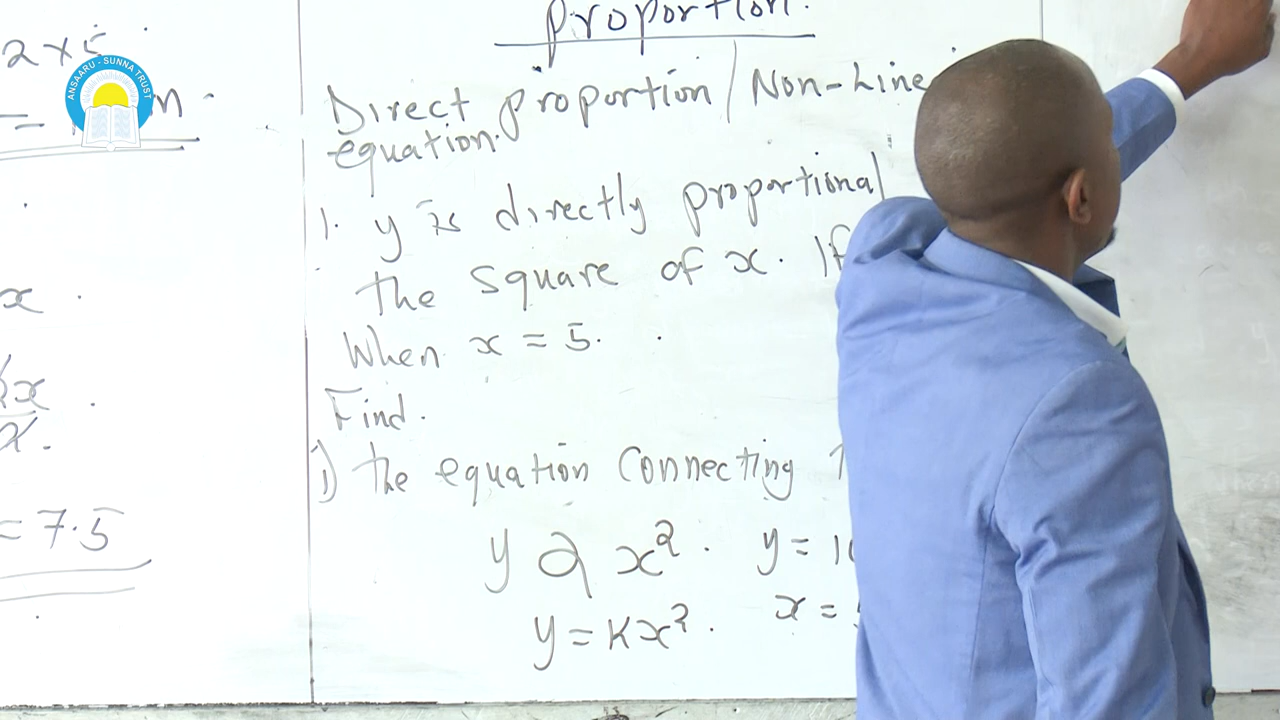 2 x 5
ANSAARU - SUNNA TRUST
x
x
= 7.5
proportion.
Direct proportion / Non-Line
equation.
1. y is directly proportional
the square of x. If
When x = 5.
Find.
i) the equation connecting
y ∝ x². y = 10
y = Kx². x =